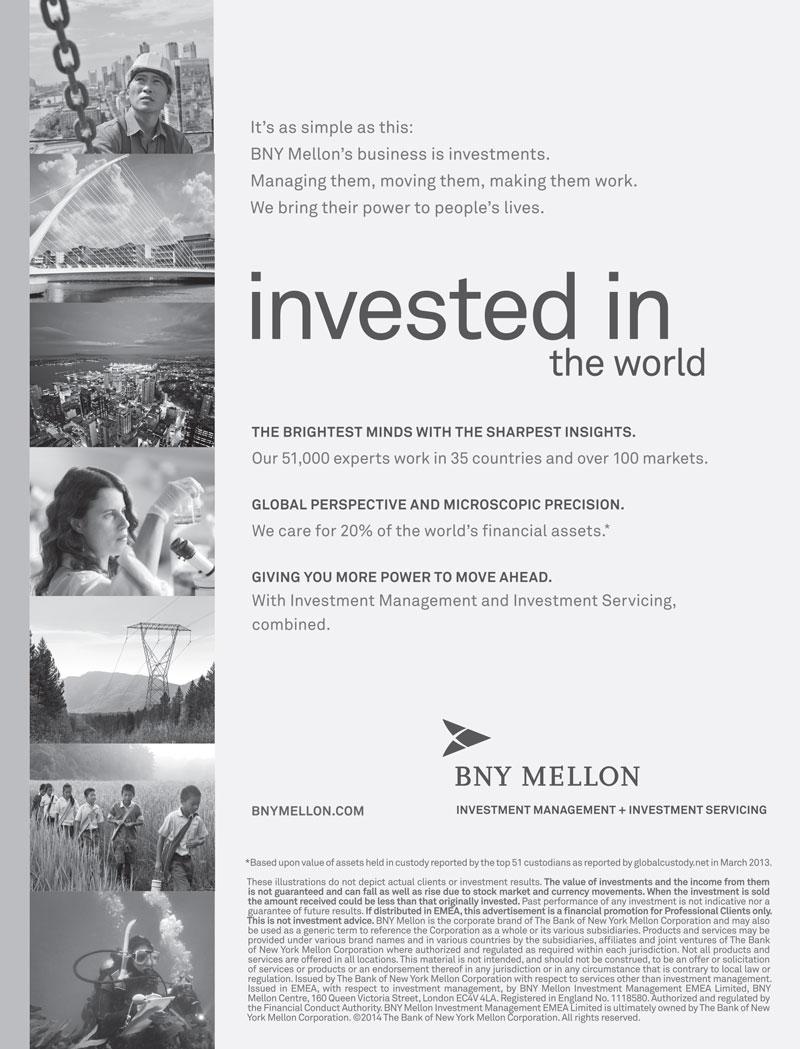 It's as simple as this:
BNY Mellon's business is investments.
Managing them, moving them, making them work.
We bring their power to people's lives.
invested in
the world
THE BRIGHTEST MINDS WITH THE SHARPEST INSIGHTS.
Our 51,000 experts work in 35 countries and over 100 markets.
GLOBAL PERSPECTIVE AND MICROSCOPIC PRECISION.
We care for 20% of the world's financial assets.*
GIVING YOU MORE POWER TO MOVE AHEAD.
With Investment Management and Investment Servicing,
combined.
BNY MELLON
BNYMELLON.COM
INVESTMENT MANAGEMENT + INVESTMENT SERVICING
*Based upon value of assets held in custody reported by the top 51 custodians as reported by globalcustody.net in March 2013.
These illustrations do not depict actual clients or investment results. The value of investments and the income from them
is not guaranteed and can fall as well as rise due to stock market and currency movements. When the investment is sold
the amount received could be less than that originally invested. Past performance of any investment is not indicative nor a
guarantee of future results. If distributed in EMEA, this advertisement is a financial promotion for Professional Clients only.
This is not investment advice. BNY Mellon is the corporate brand of The Bank of New York Mellon Corporation and may also
be used as a generic term to reference the Corporation as a whole or its various subsidiaries. Products and services may be
provided under various brand names and in various countries by the subsidiaries, affiliates and joint ventures of The Bank
of New York Mellon Corporation where authorized and regulated as required within each jurisdiction. Not all products and
services are offered in all locations. This material is not intended, and should not be construed, to be an offer or solicitation
of services or products or an endorsement thereof in any jurisdiction or in any circumstance that is contrary to local law or
regulation. Issued by The Bank of New York Mellon Corporation with respect to services other than investment management.
Issued in EMEA, with respect to investment management, by BNY Mellon Investment Management EMEA Limited, BNY
Mellon Centre, 160 Queen Victoria Street, London EC4V 4LA. Registered in England No. 1118580. Authorized and regulated by
the Financial Conduct Authority. BNY Mellon Investment Management EMEA Limited is ultimately owned by The Bank of New
York Mellon Corporation. ©2014 The Bank of New York Mellon Corporation. All rights reserved.